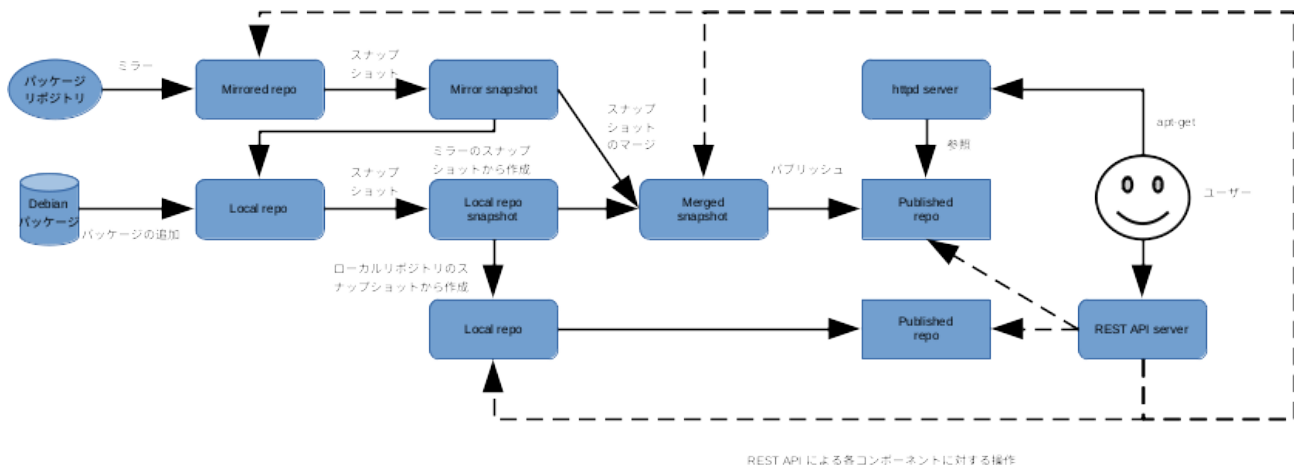 パッケージ
リポジトリ
ミラー
Mirrored repo
スナップ
ショット
Mirror snapshot
スナップ
ショット
のマージ
httpd server
apt-get
参照
ユーザー
Debian
パッケージ
パッケージの追加
Local repo
スナップ
ショット
ミラーのスナップ
ショットから作成
Local repo
snapshot
Merged
snapshot
パブリッシュ
Published
repo
ローカルリポジトリのス
ナップショットから作成
Local repo
Published
repo
REST API server
REST API による各コンポーネントに対する操作